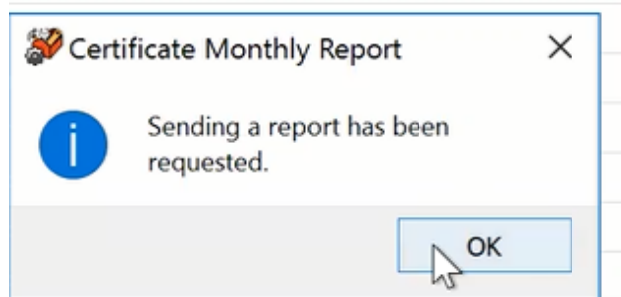 Certificate Monthly Report
Sending a report has been
requested.
OK